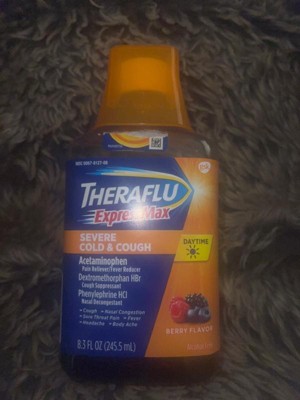 THERAFLU
ExpressMax
SEVERE
COLD & COUGH
DAYTIME
Acetaminophen
Pain Reliever/Fever Reducer
Dextromethorphan HBr
Cough Suppressant
Phenylephrine HCl
Nasal Decongestant
• Cough • Nasal Congestion
• Sore Throat Pain • Fever
• Headache • Body Ache
BERRY FLAVOR
8.3 FL OZ (245.5 mL)